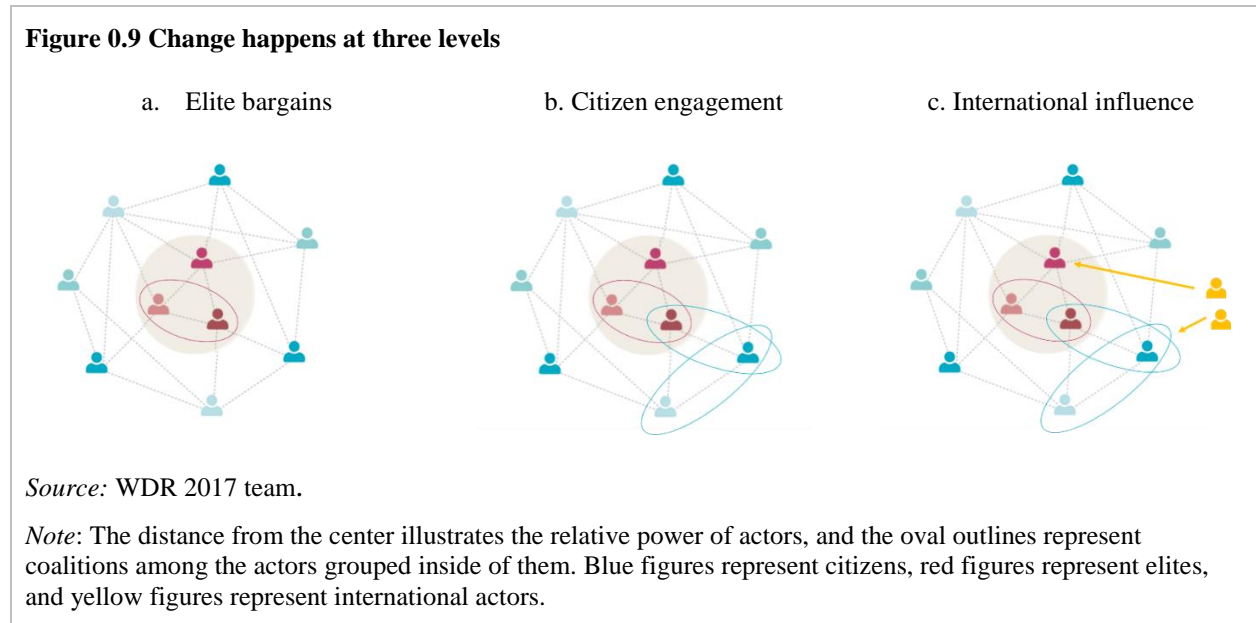 Figure 0.9 Change happens at three levels
a. Elite bargains
b. Citizen engagement
c. International influence
Source: WDR 2017 team.
Note: The distance from the center illustrates the relative power of actors, and the oval outlines represent
coalitions among the actors grouped inside of them. Blue figures represent citizens, red figures represent elites,
and yellow figures represent international actors.